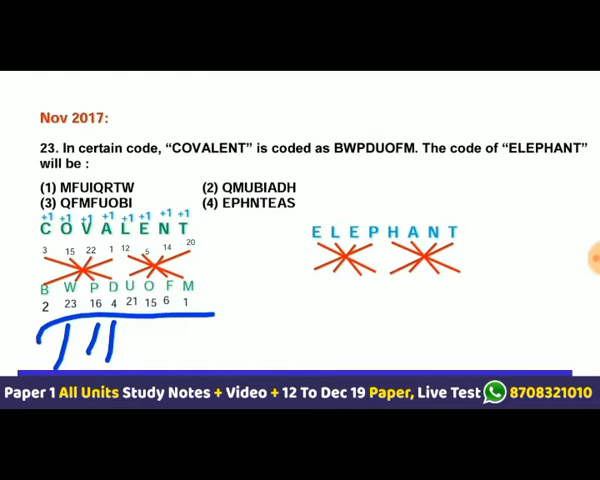 Nov 2017:
23. In certain code, “COVALENT” is coded as BWPDUOFM. The code of “ELEPHANT”
will be :
(1) MFUIQRTW (2) QMUBIADH
(3) QFMFUOBI (4) EPHNTEAS
+1 +1 +1 +1 +1 +1 +1 +1
C O V A L E N T
3 15 22 1 12 5 14 20
B W P D U O F M
2 23 16 4 21 15 6 1
E L E P H A N T
Paper 1 All Units Study Notes + Video + 12 To Dec 19 Paper, Live Test 8708321010